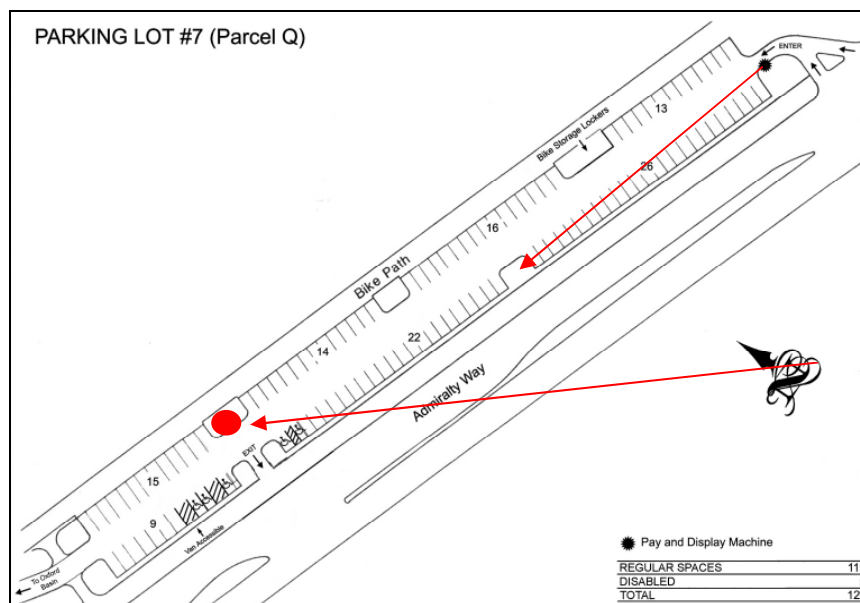 PARKING LOT #7 (Parcel Q)
ENTER
13
Bike Storage Lockers
26
16
Bike Path
22
14
Admiralty Way
EXIT
15
9
Van Accessible
To Oxford
Basin
Pay and Display Machine
REGULAR SPACES 11
DISABLED
TOTAL 12